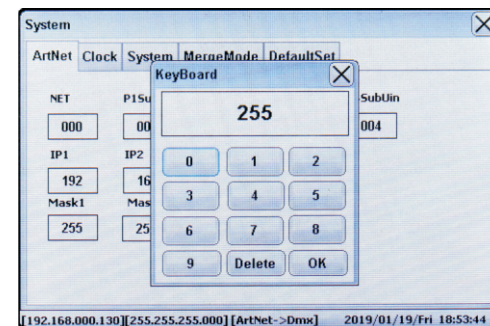 System
ArtNet Clock System MergeMode DefaultSet
KeyBoard
NET P1Su -SubUin
255
000 00 004
IP1 IP2
0 1 2
192 16
Mask1 Mas
3 4 5
255 25
6 7 8
9 Delete OK
[192.168.000.130][255.255.255.000] [ArtNet->Dmx] 2019/01/19/Fri 18:53:44